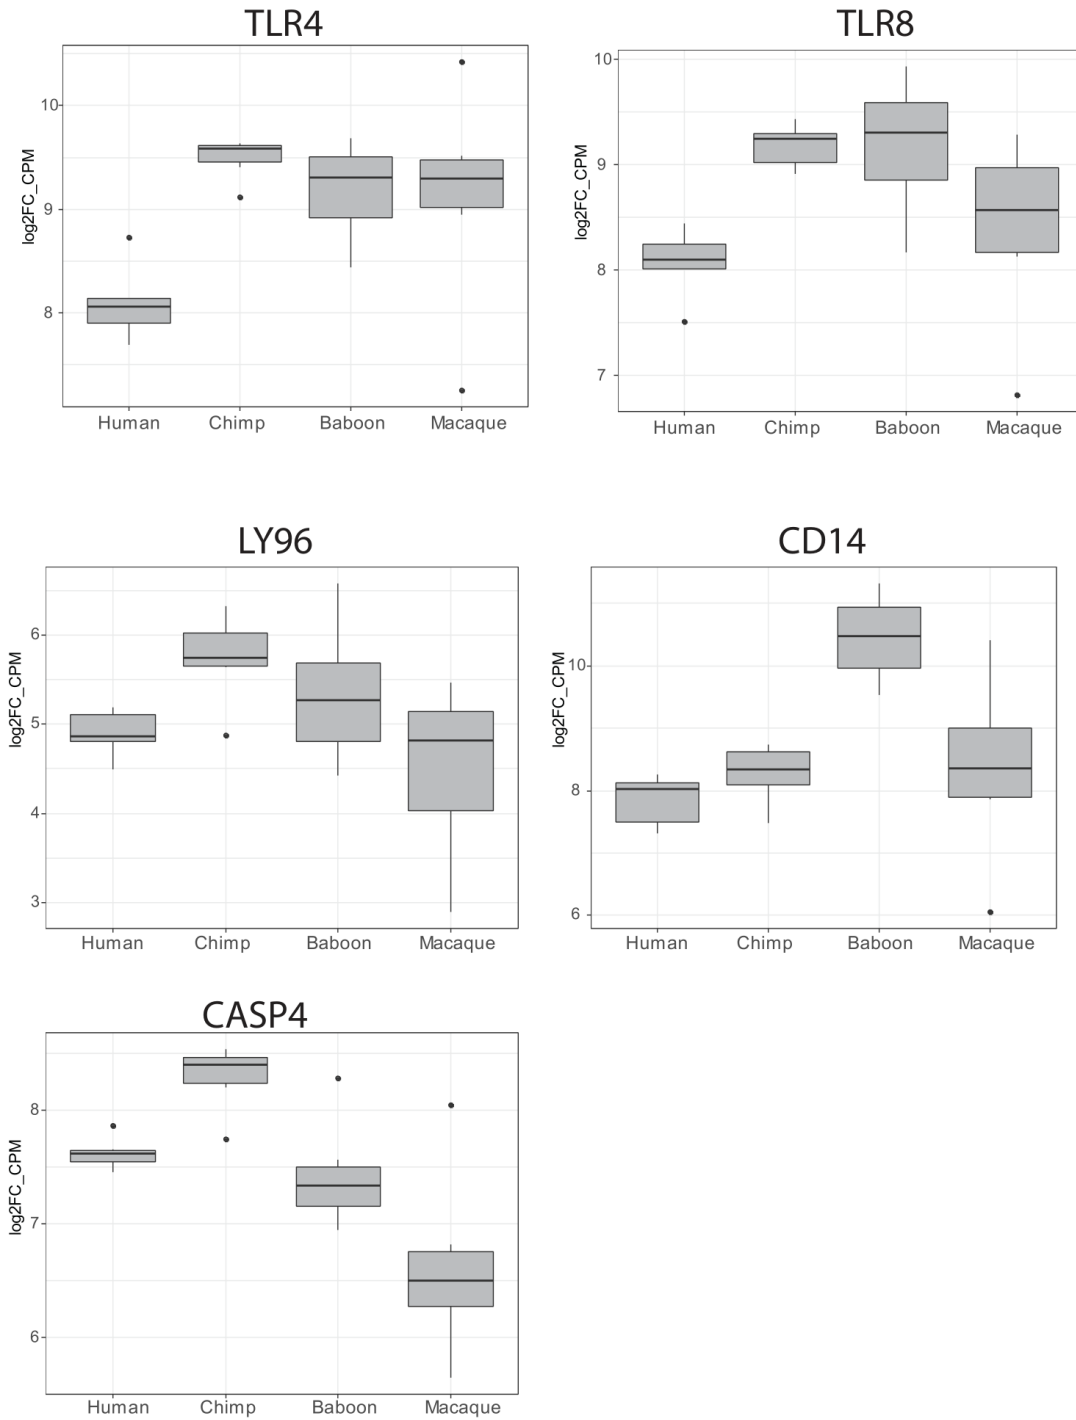 TLR4
log2FC_CPM
10
9
8
Human Chimp Baboon Macaque
TLR8
log2FC_CPM
10
9
8
7
Human Chimp Baboon Macaque
LY96
log2FC_CPM
6
5
4
3
Human Chimp Baboon Macaque
CD14
log2FC_CPM
10
8
6
Human Chimp Baboon Macaque
CASP4
log2FC_CPM
8
7
6
Human Chimp Baboon Macaque